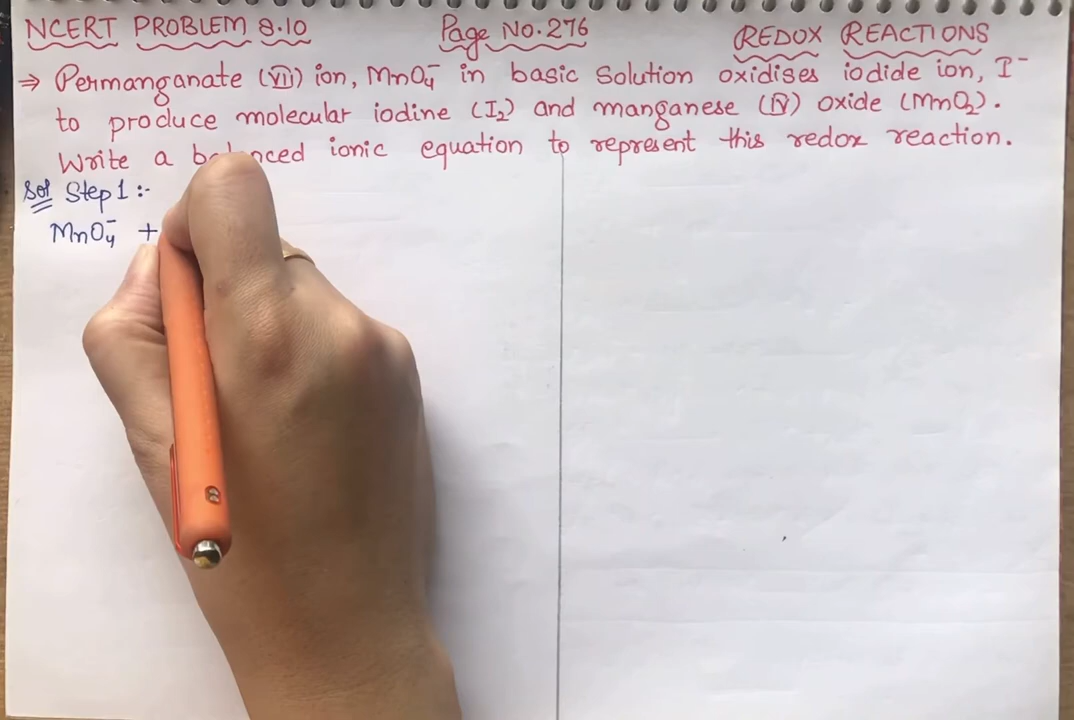 NCERT PROBLEM 8.10 Page No. 276 REDOX REACTIONS
⇒ Permanganate (VII) ion, MnO₄⁻ in basic solution oxidises iodide ion, I⁻
to produce molecular iodine (I₂) and manganese (IV) oxide (MnO₂).
Write a ionic equation to represent this redox reaction.
Sol Step 1 :-
MnO₄⁻ +